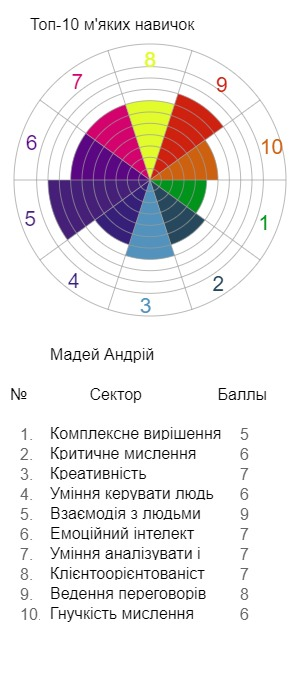 Топ-10 м'яких навичок
8
7
9
6
10
5
1
4
2
3
Мадей Андрій
№ Сектор Баллы
1. Комплексне вирішення 5
2. Критичне мислення 6
3. Креативність 7
4. Уміння керувати людь 6
5. Взаємодія з людьми 9
6. Емоційний інтелект 7
7. Уміння аналізувати і 7
8. Клієнтоорієнтованіст 7
9. Ведення переговорів 8
10. Гнучкість мислення 6